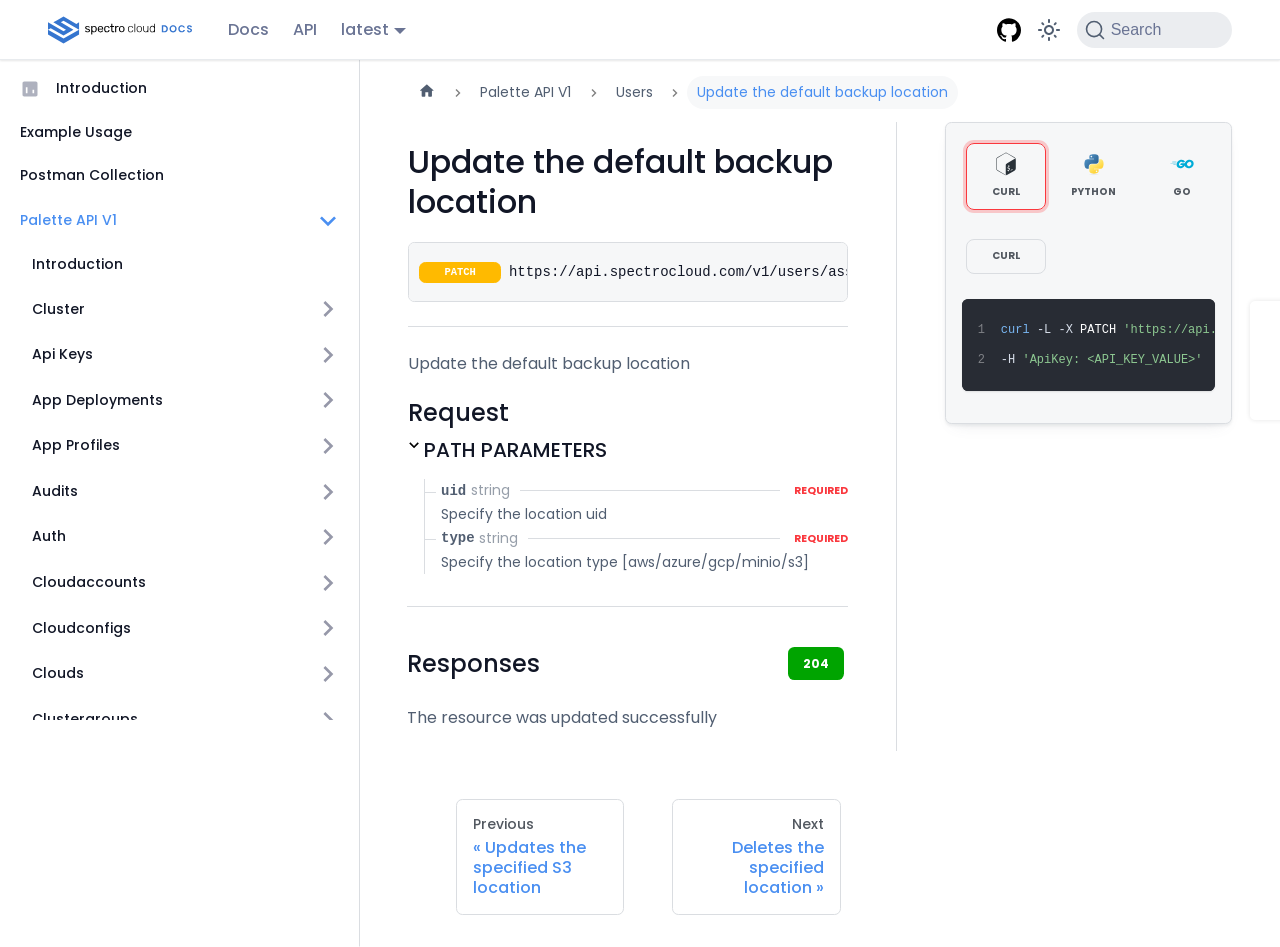 spectro cloud DOCS
Docs
API
latest
Search
Introduction
Example Usage
Postman Collection
Palette API V1
Introduction
Cluster
Api Keys
App Deployments
App Profiles
Audits
Auth
Cloudaccounts
Cloudconfigs
Clouds
Clustergroups
Palette API V1
Users
Update the default backup location
Update the default backup
location
PATCH https://api.spectrocloud.com/v1/users/as
Update the default backup location
Request
PATH PARAMETERS
uid string REQUIRED
Specify the location uid
type string REQUIRED
Specify the location type [aws/azure/gcp/minio/s3]
Responses
204
The resource was updated successfully
CURL
PYTHON
GO
CURL
1 curl -L -X PATCH 'https://api.
2 -H 'ApiKey: <API_KEY_VALUE>'
Previous
« Updates the
specified S3
location
Next
Deletes the
specified
location »